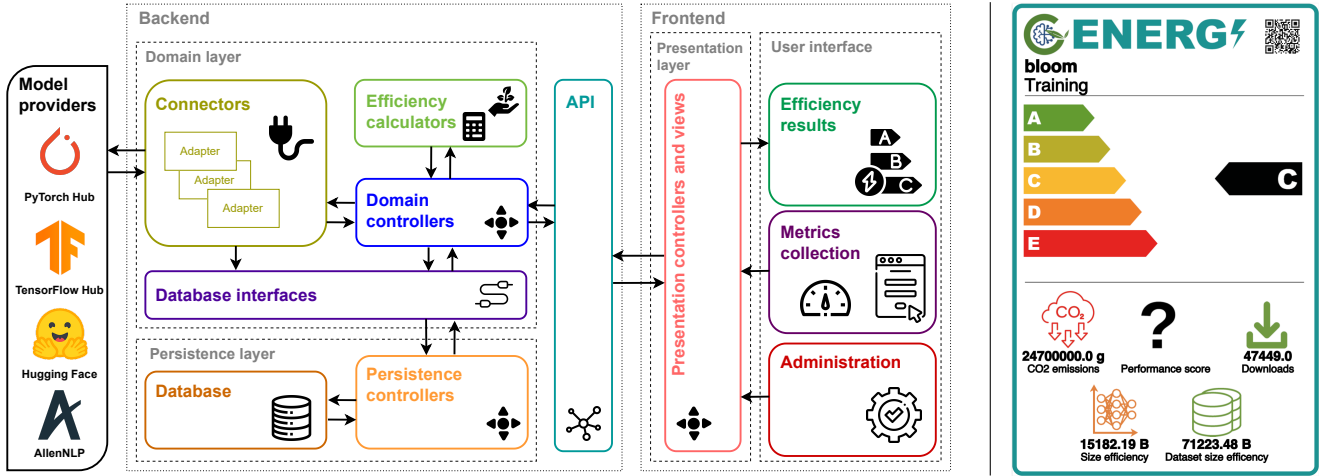 Backend
Frontend
Model
providers
PyTorch Hub
TensorFlow Hub
Hugging Face
AllenNLP
Domain layer
Connectors
Adapter
Adapter
Adapter
Efficiency
calculators
Domain
controllers
Database interfaces
Persistence layer
Database
Persistence
controllers
API
Presentation
layer
Presentation controllers and views
User interface
Efficiency
results
A
B
C
Metrics
collection
Administration
ENERG
bloom
Training
A
B
C
D
E
C
CO2
24700000.0 g
CO2 emissions
?
Performance score
47449.0
Downloads
15182.19 B
Size efficiency
71223.48 B
Dataset size efficency